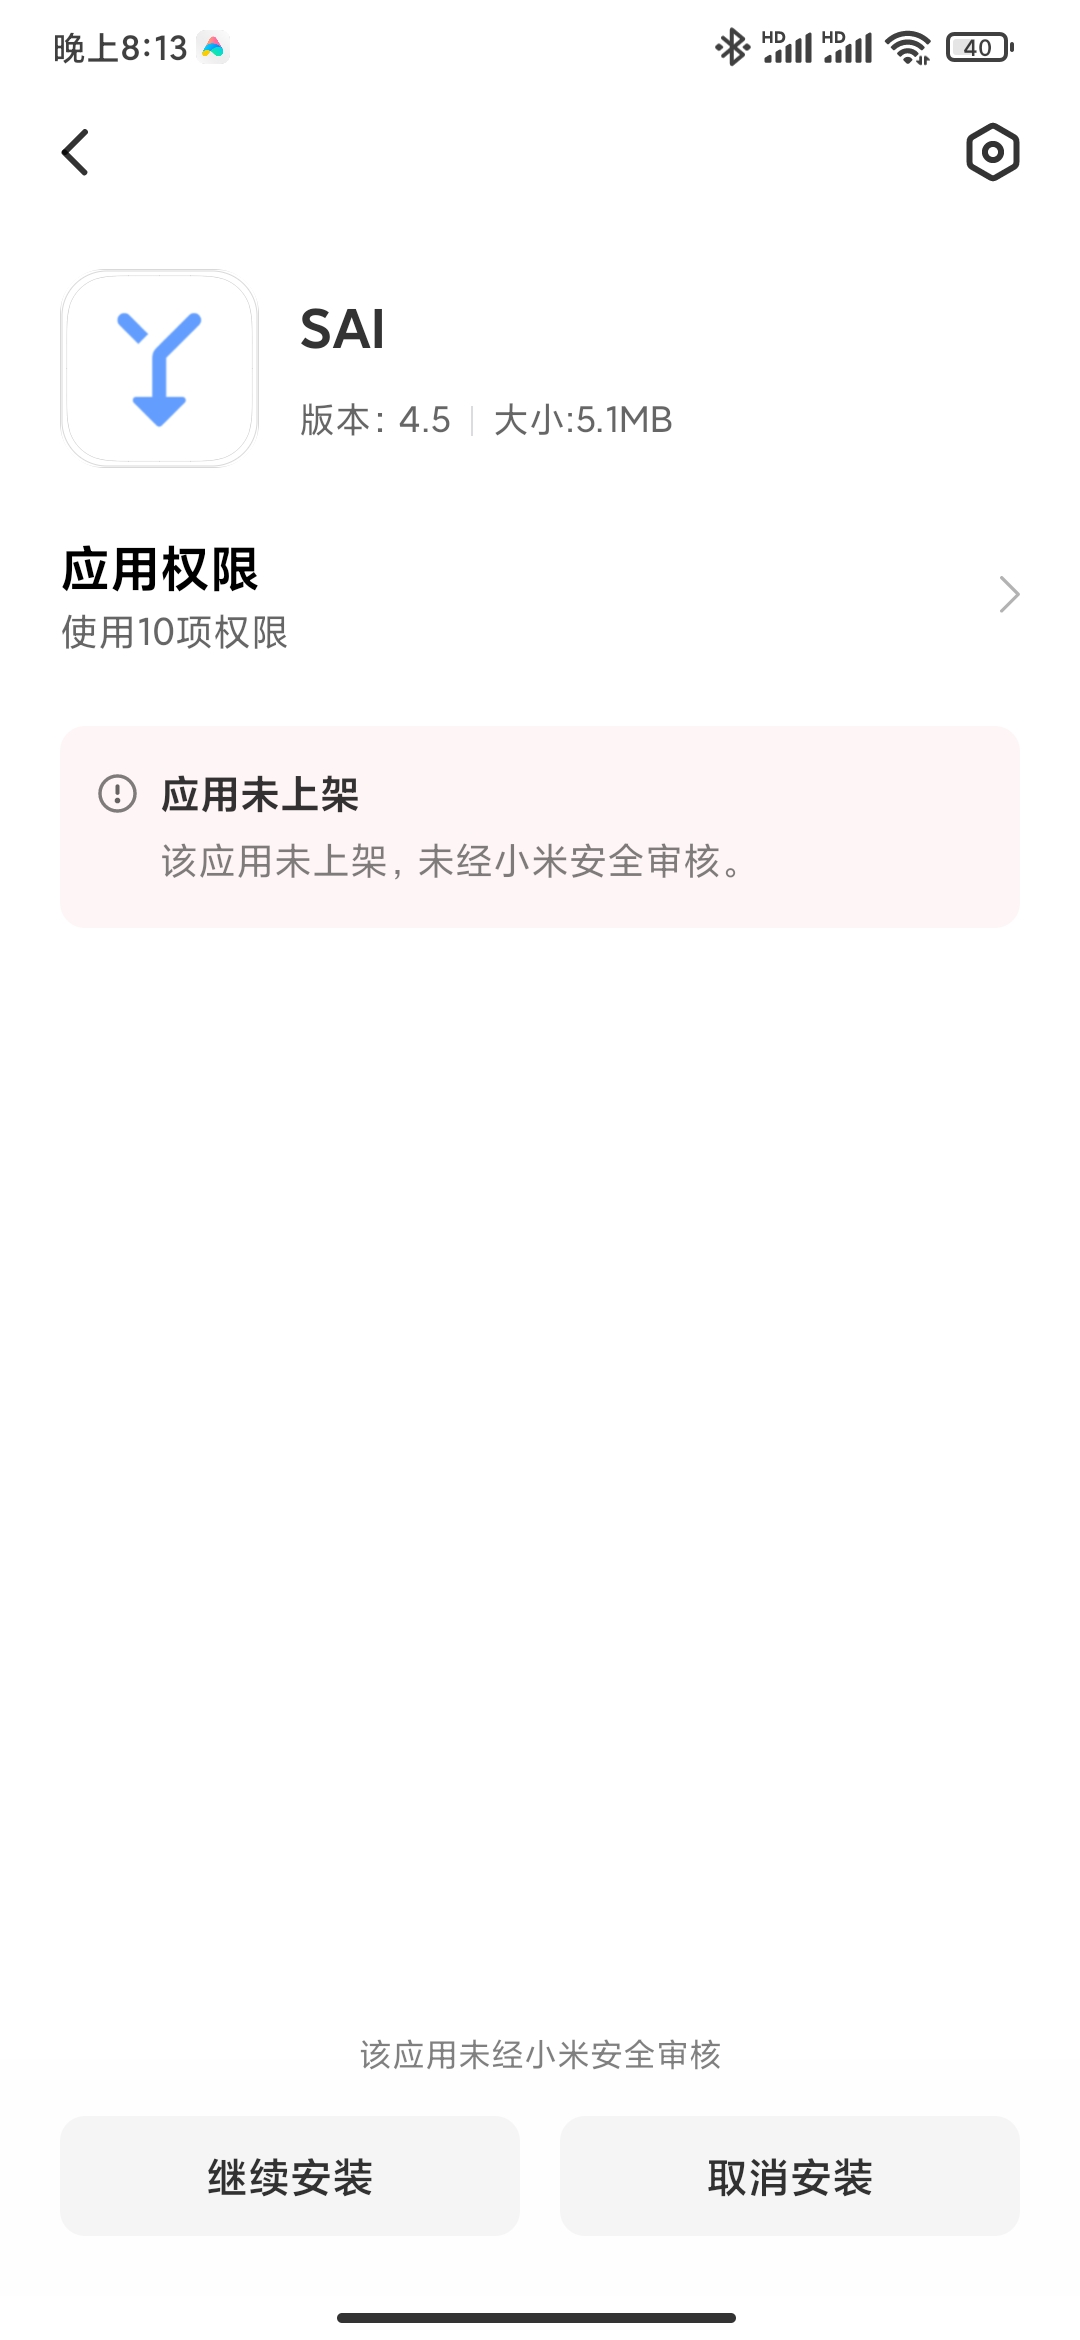 晚上8:13
HD HD 40
SAI
版本: 4.5 | 大小:5.1MB
应用权限
使用10项权限
应用未上架
该应用未上架, 未经小米安全审核。
该应用未经小米安全审核
继续安装 取消安装